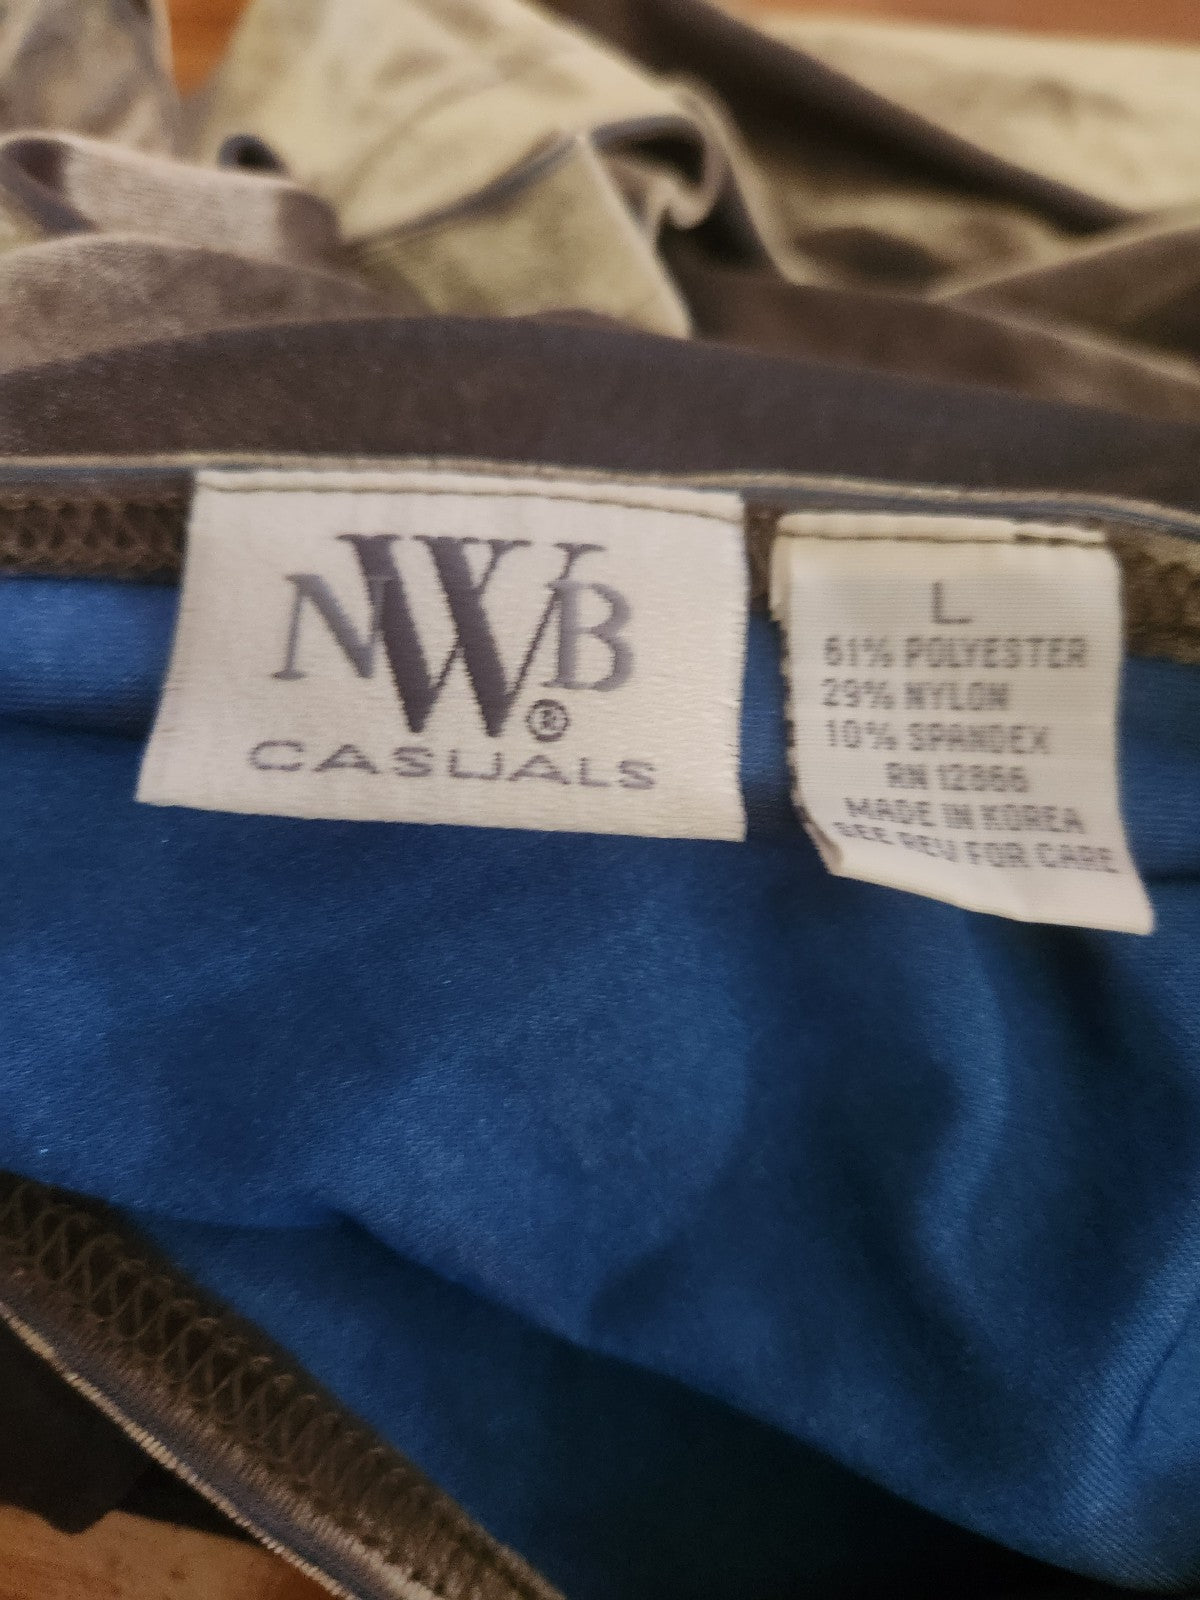 NWB®
CASUALS
L
61% POLYESTER
29% NYLON
10% SPANDEX
RN 12866
MADE IN KOREA
SEE REV FOR CARE